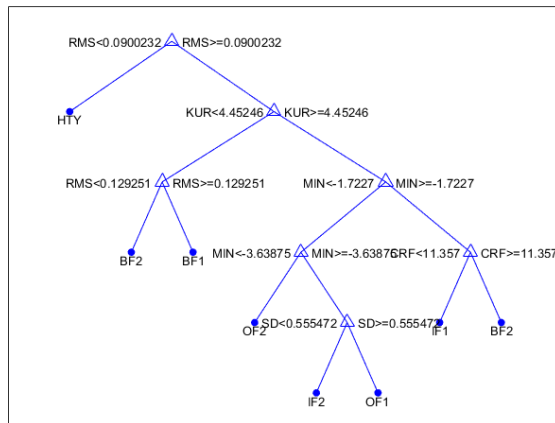 RMS<0.0900232 RMS>=0.0900232
HTY
KUR<4.45246 KUR>=4.45246
RMS<0.129251 RMS>=0.129251
MIN<-1.7227 MIN>=-1.7227
BF2
BF1
MIN<-3.63875 MIN>=-3.63875
CRF<11.357 CRF>=11.357
OF2
SD<0.555472 SD>=0.555472
IF1
BF2
IF2
OF1